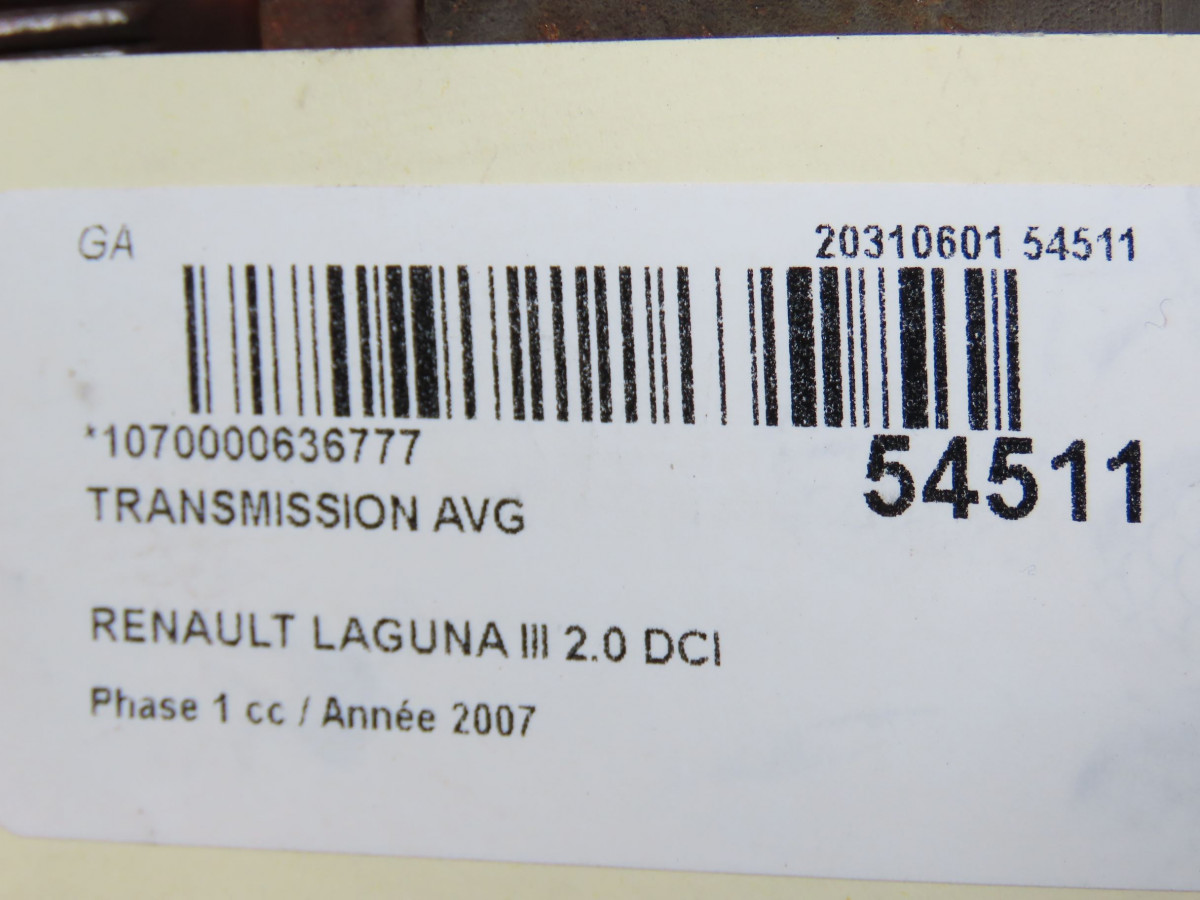 GA 20310601 54511
*1070000636777
54511
TRANSMISSION AVG
RENAULT LAGUNA III 2.0 DCI
Phase 1 cc / Année 2007